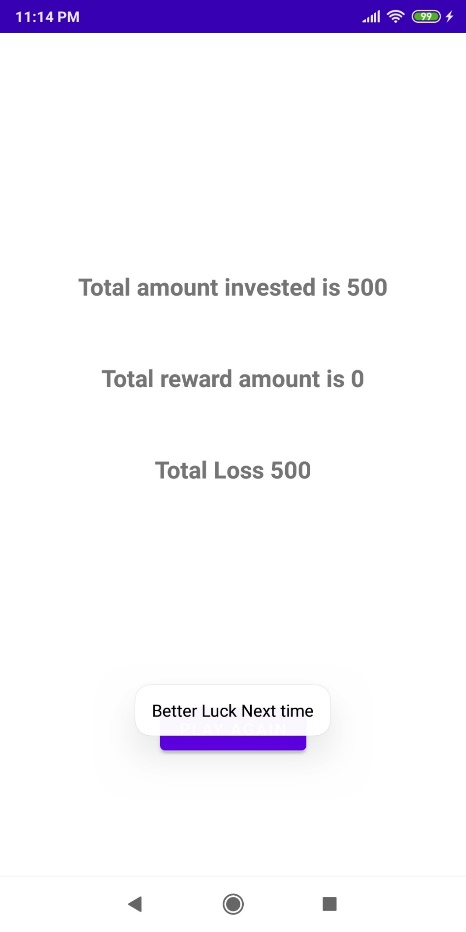 11:14 PM
99
Total amount invested is 500
Total reward amount is 0
Total Loss 500
Better Luck Next time